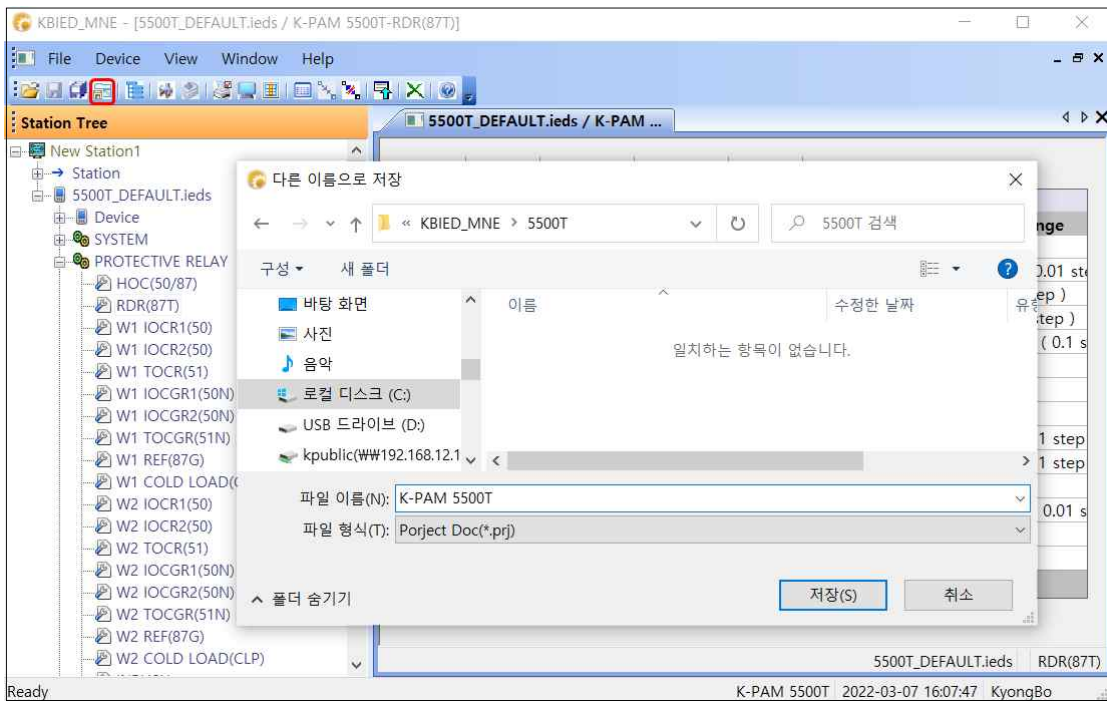 KBIED_MNE - [5500T_DEFAULT.ieds / K-PAM 5500T-RDR(87T)]
File Device View Window Help
Station Tree
5500T_DEFAULT.ieds / K-PAM ...
New Station1
Station
5500T_DEFAULT.ieds
Device
SYSTEM
PROTECTIVE RELAY
HOC(50/87)
RDR(87T)
W1 IOCR1(50)
W1 IOCR2(50)
W1 TOCR(51)
W1 IOCGR1(50N)
W1 IOCGR2(50N)
W1 TOCGR(51N)
W1 REF(87G)
W1 COLD LOAD(
W2 IOCR1(50)
W2 IOCR2(50)
W2 TOCR(51)
W2 IOCGR1(50N)
W2 IOCGR2(50N)
W2 TOCGR(51N)
W2 REF(87G)
W2 COLD LOAD(CLP)
다른 이름으로 저장
« KBIED_MNE > 5500T
5500T 검색
구성 새 폴더
바탕 화면
사진
음악
로컬 디스크 (C:)
USB 드라이브 (D:)
kpublic(₩₩192.168.12.1
이름 수정한 날짜 유형
일치하는 항목이 없습니다.
파일 이름(N): K-PAM 5500T
파일 형식(T): Porject Doc(*.prj)
폴더 숨기기
저장(S) 취소
nge
0.01 ste
ep )
tep )
( 0.1 s
1 step
1 step
0.01 s
5500T_DEFAULT.ieds RDR(87T)
Ready
K-PAM 5500T 2022-03-07 16:07:47 KyongBo